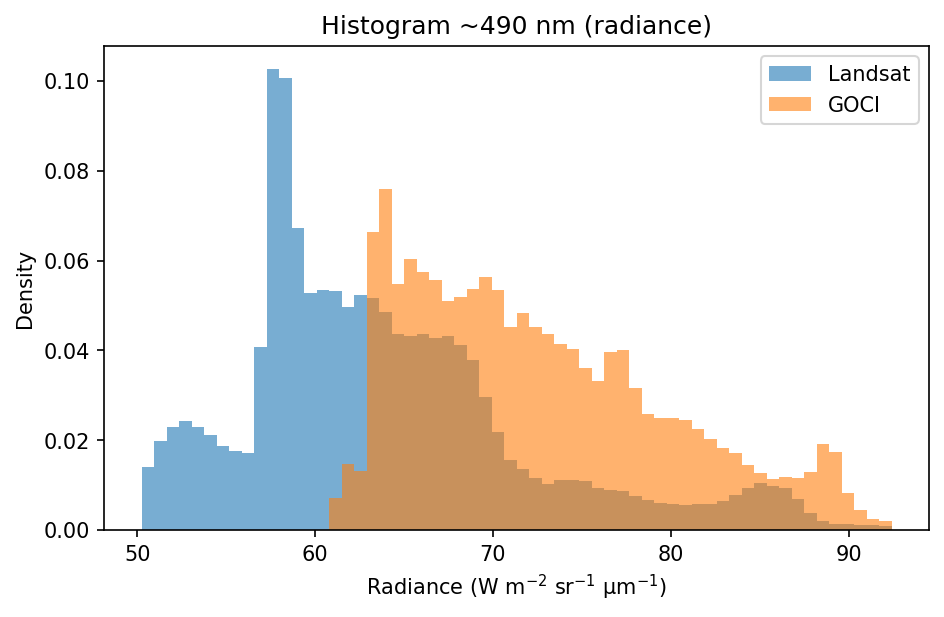 Histogram ~490 nm (radiance)
Landsat
GOCI
0.10
0.08
0.06
0.04
0.02
0.00
Density
50 60 70 80 90
Radiance (W m⁻² sr⁻¹ µm⁻¹)